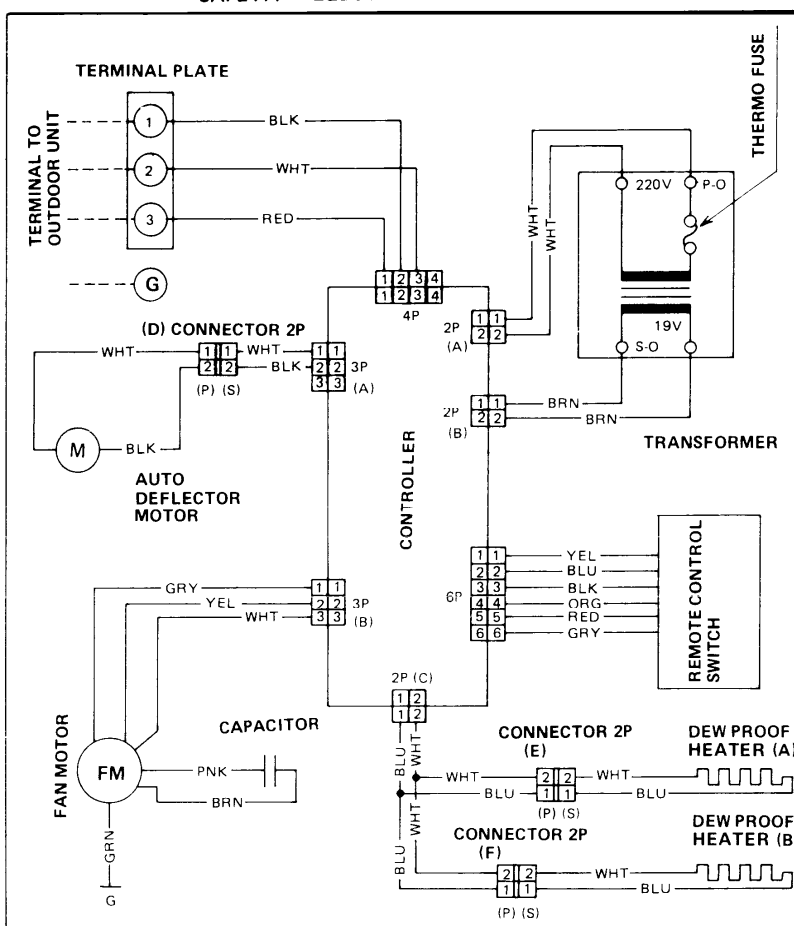 TERMINAL PLATE
TERMINAL TO
OUTDOOR UNIT
1
BLK
2
WHT
3
RED
G
THERMO FUSE
220V
P-O
WHT
WHT
19V
S-O
1 2 3 4
1 2 3 4
4P
2P
(A)
1 1
2 2
(D) CONNECTOR 2P
WHT
1 1
WHT
1 1
2 2
BLK
2 2
3P
3 3
(P) (S)
(A)
M
BLK
AUTO
DEFLECTOR
MOTOR
CONTROLLER
2P
(B)
1 1
BRN
2 2
BRN
TRANSFORMER
GRY
1 1
YEL
2 2
3P
WHT
3 3
(B)
6P
1 1
YEL
2 2
BLU
3 3
BLK
4 4
ORG
5 5
RED
6 6
GRY
REMOTE CONTROL
SWITCH
2P (C)
1 2
1 2
CAPACITOR
FAN MOTOR
FM
PNK
BRN
GRN
G
BLU
WHT
CONNECTOR 2P
(E)
DEW PROOF
HEATER (A)
WHT
2 2
WHT
BLU
1 1
BLU
(P) (S)
BLU
WHT
CONNECTOR 2P
(F)
DEW PROOF
HEATER (B
WHT
2 2
1 1
BLU
(P) (S)